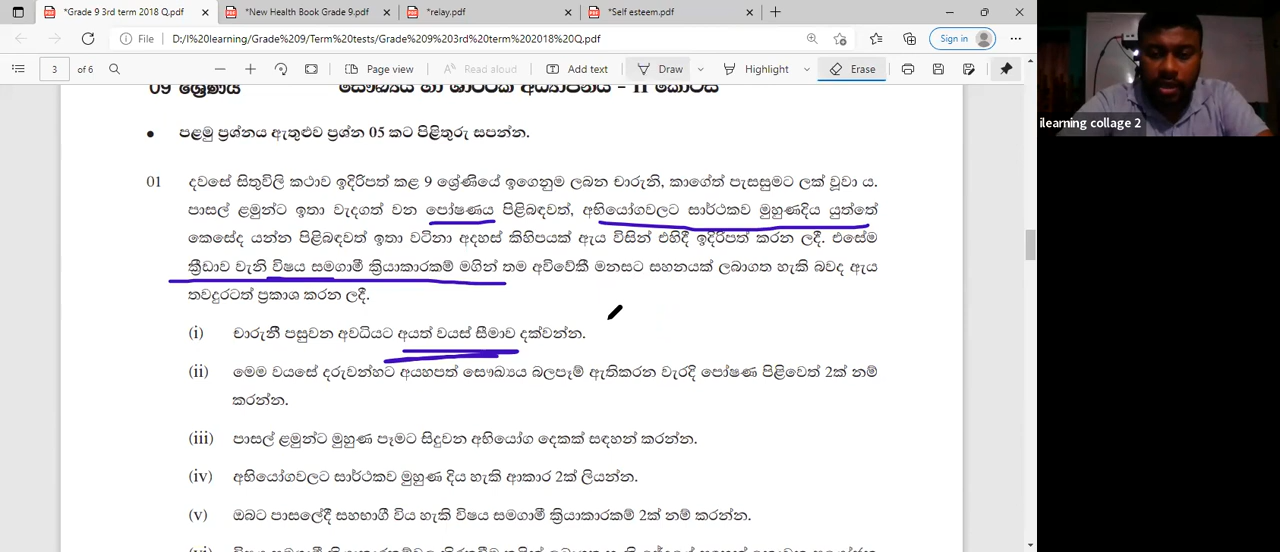 *Grade 9 3rd term 2018 Q.pdf
*New Health Book Grade 9.pdf
*relay.pdf
*Self esteem.pdf
File
D:/I%20learning/Grade%209/Term%20tests/Grade%209%203rd%20term%202018%20Q.pdf
Sign in
3 of 6
Page view
Read aloud
Add text
Draw
Highlight
Erase
09 ශ්‍රේණිය සෞඛ්‍යය හා ශාරීරික අධ්‍යාපනය - II කොටස
• පළමු ප්‍රශ්නය ඇතුළුව ප්‍රශ්න 05 කට පිළිතුරු සපන්න.
01 දවසේ සිතුවිලි කථාව ඉදිරිපත් කළ 9 ශ්‍රේණියේ ඉගෙනුම ලබන චාරුනි, කාගේත් පැසසුමට ලක් වූවා ය.
පාසල් ළමුන්ට ඉතා වැදගත් වන පෝෂණය පිළිබඳවත්, අභියෝගවලට සාර්ථකව මුහුණදිය යුත්තේ
කෙසේද යන්න පිළිබඳවත් ඉතා වටිනා අදහස් කිහිපයක් ඇය විසින් එහිදී ඉදිරිපත් කරන ලදී. එසේම
ක්‍රීඩාව වැනි විෂය සමගාමී ක්‍රියාකාරකම් මගින් තම අවිවේකී මනසට සහනයක් ලබාගත හැකි බවද ඇය
තවදුරටත් ප්‍රකාශ කරන ලදී.
(i) චාරුනී පසුවන අවධියට අයත් වයස් සීමාව දක්වන්න.
(ii) මෙම වයසේ දරුවන්හට අයහපත් සෞඛ්‍යය බලපෑම් ඇතිකරන වැරදි පෝෂණ පිළිවෙත් 2ක් නම්
කරන්න.
(iii) පාසල් ළමුන්ට මුහුණ පෑමට සිදුවන අභියෝග දෙකක් සඳහන් කරන්න.
(iv) අභියෝගවලට සාර්ථකව මුහුණ දිය හැකි ආකාර 2ක් ලියන්න.
(v) ඔබට පාසලේදී සහභාගී විය හැකි විෂය සමගාමී ක්‍රියාකාරකම් 2ක් නම් කරන්න.
ilearning collage 2